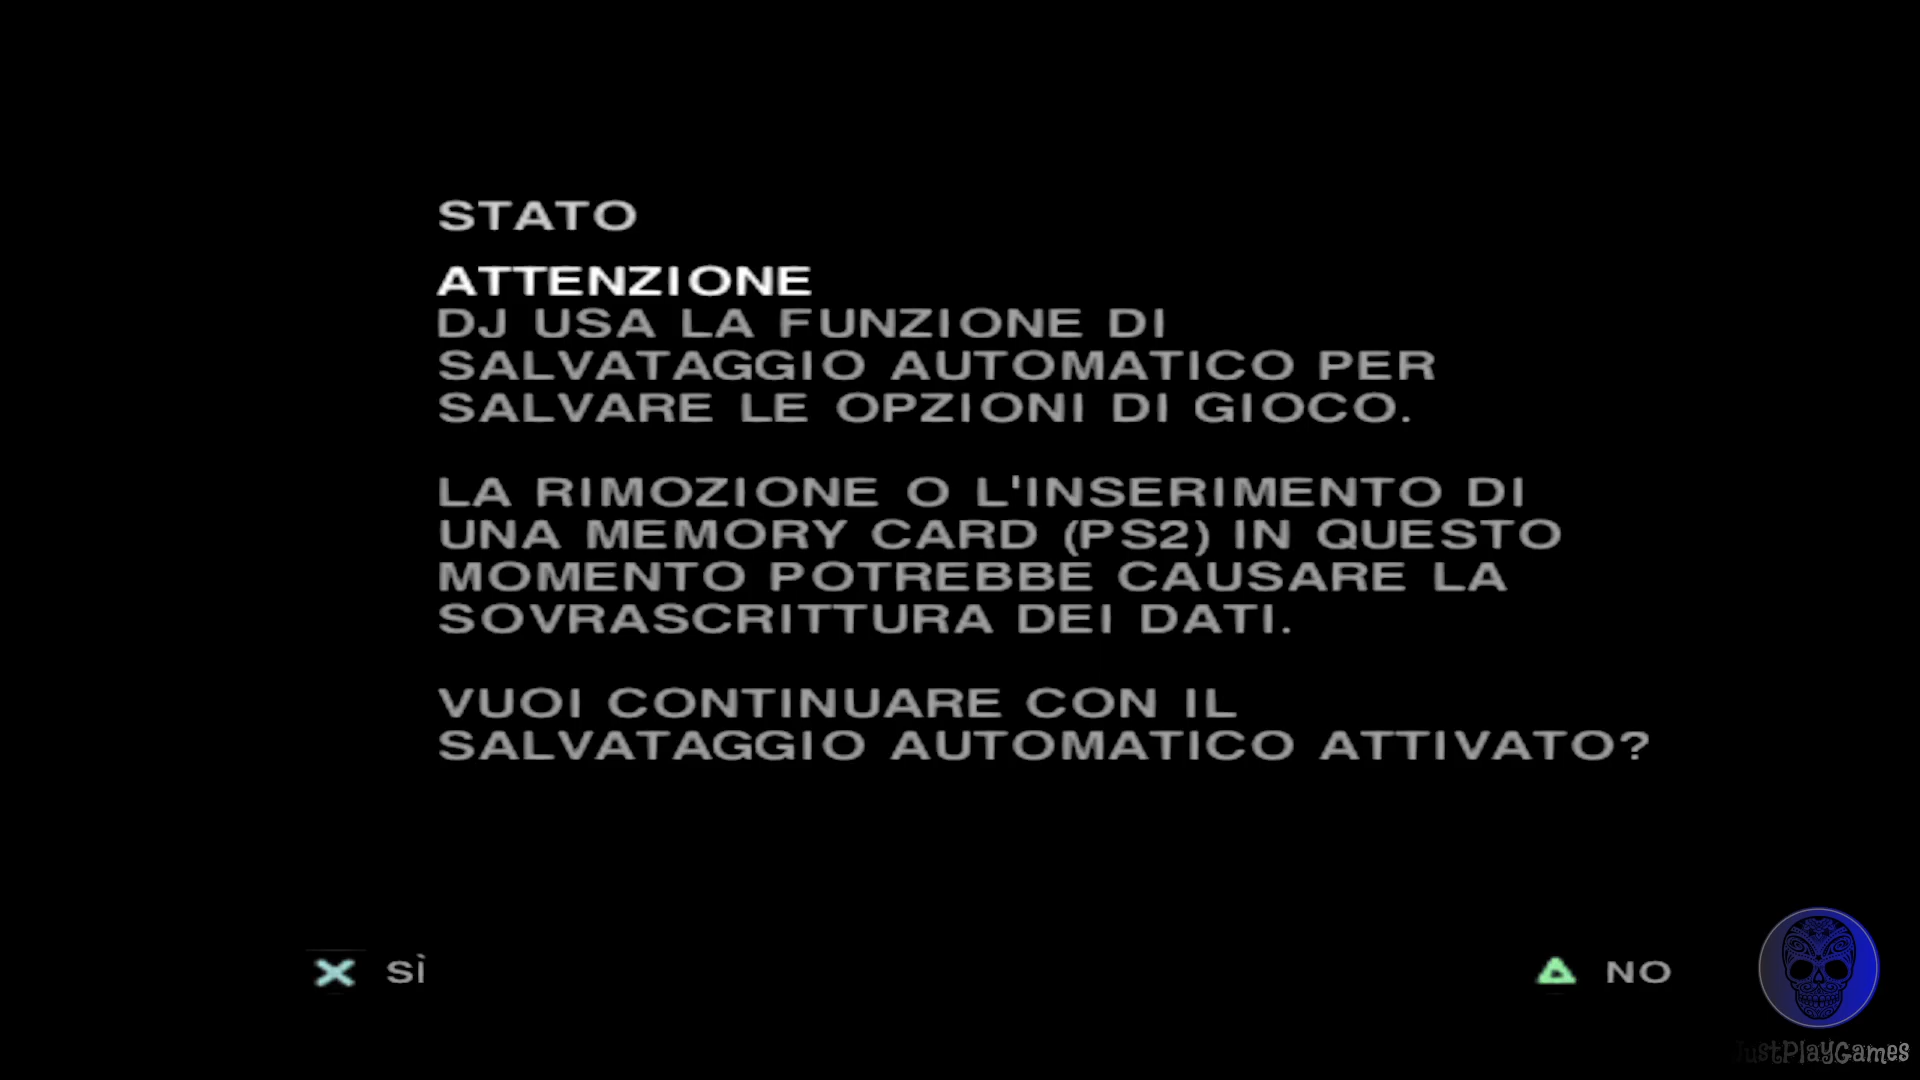 STATO
ATTENZIONE
DJ USA LA FUNZIONE DI
SALVATAGGIO AUTOMATICO PER
SALVARE LE OPZIONI DI GIOCO.
LA RIMOZIONE O L'INSERIMENTO DI
UNA MEMORY CARD (PS2) IN QUESTO
MOMENTO POTREBBE CAUSARE LA
SOVRASCRITTURA DEI DATI.
VUOI CONTINUARE CON IL
SALVATAGGIO AUTOMATICO ATTIVATO?
SÌ
NO
JustPlayGames